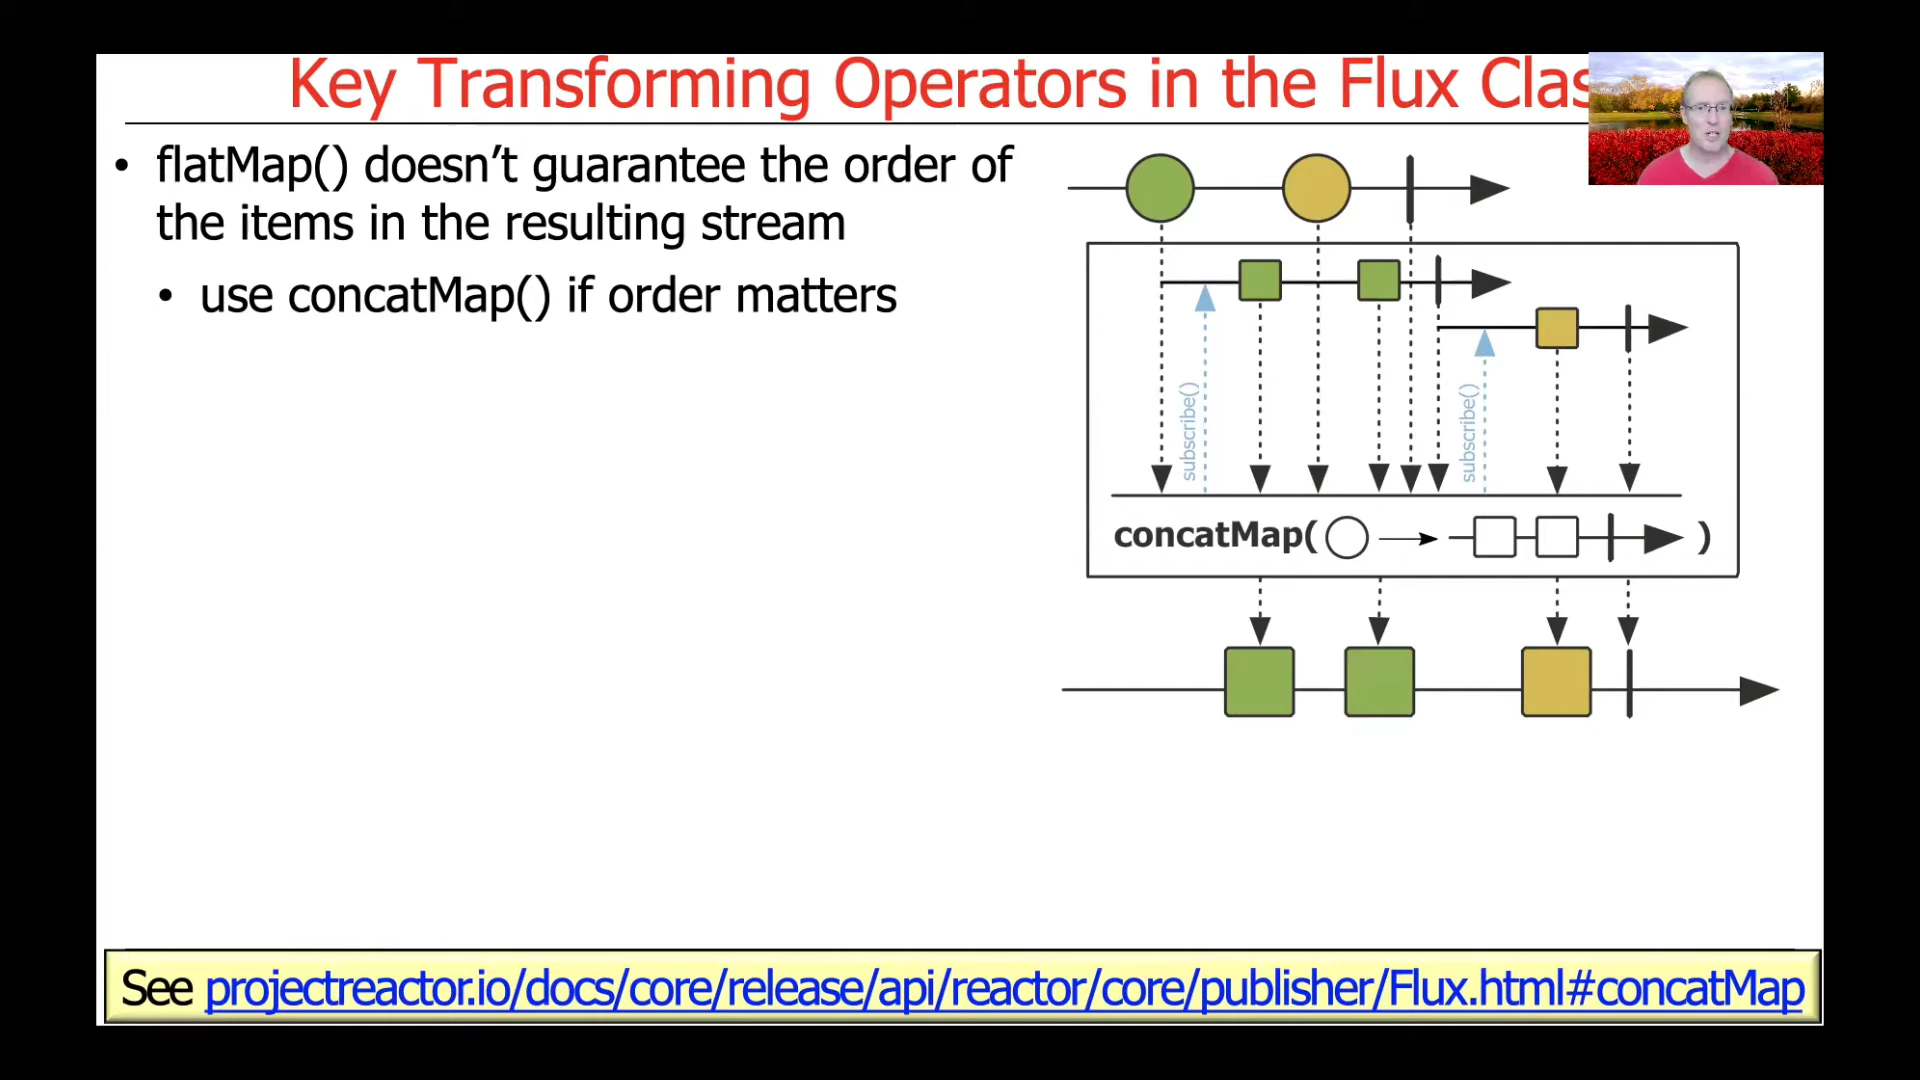 Key Transforming Operators in the Flux Clas
• flatMap() doesn’t guarantee the order of
the items in the resulting stream
• use concatMap() if order matters
subscribe()
subscribe()
concatMap( )
See projectreactor.io/docs/core/release/api/reactor/core/publisher/Flux.html#concatMap